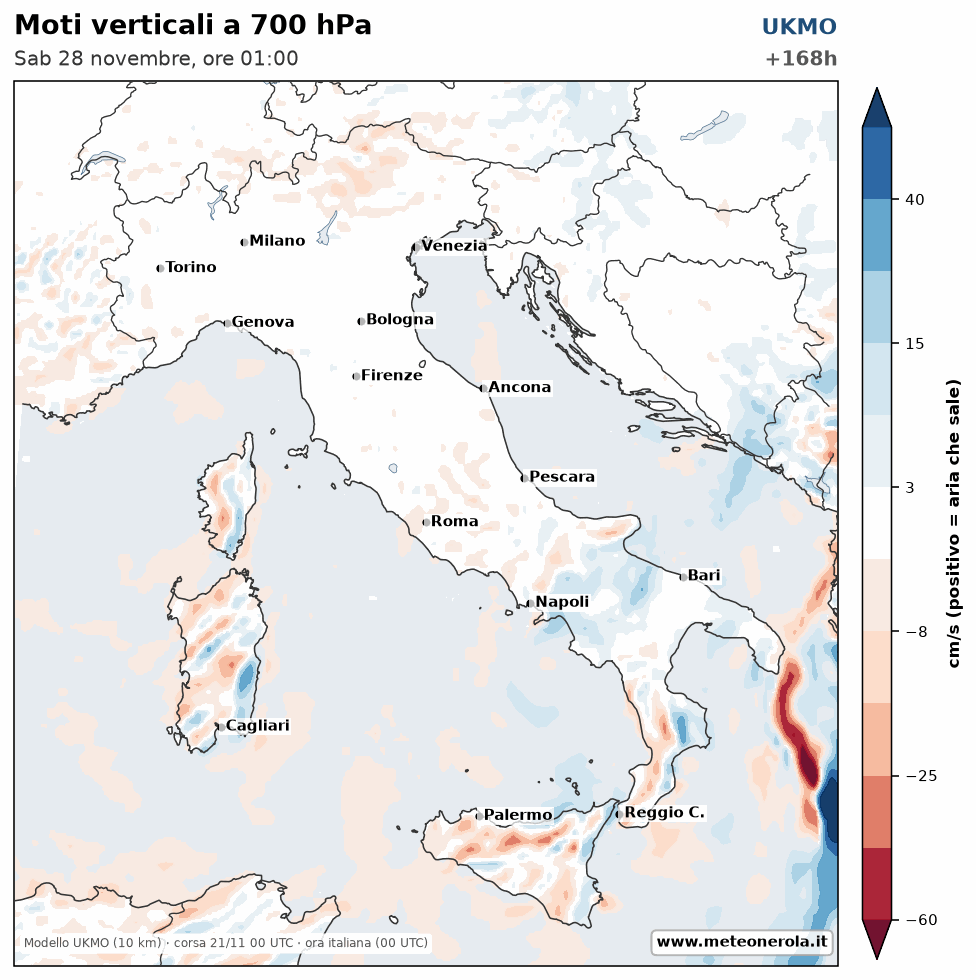 Moti verticali a 700 hPa
UKMO
Sab 28 novembre, ore 01:00
+168h
Milano
Venezia
Torino
Genova
Bologna
Firenze
Ancona
Pescara
Roma
Bari
Napoli
Cagliari
Palermo
Reggio C.
40
15
3
−8
−25
−60
cm/s (positivo = aria che sale)
Modello UKMO (10 km) · corsa 21/11 00 UTC · ora italiana (00 UTC)
www.meteonerola.it